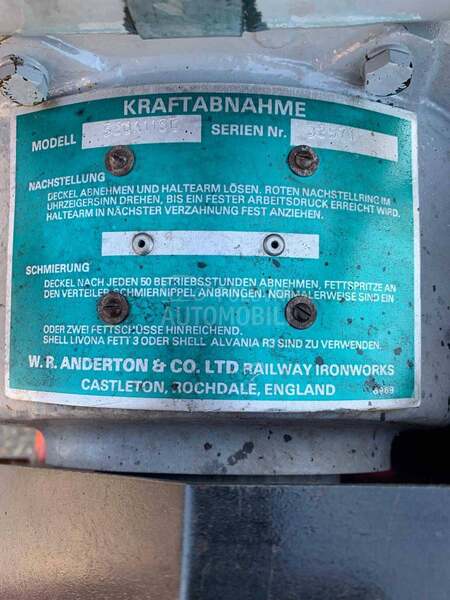 KRAFTABNAHME
MODELL SERIEN Nr.
NACHSTELLUNG
DECKEL ABNEHMEN UND HALTEARM LÖSEN. ROTEN NACHSTELLRING IM
UHRZEIGERSINN DREHEN, BIS EIN FESTER ARBEITSDRUCK ERREICHT WIRD.
HALTEARM IN NÄCHSTER VERZAHNUNG FEST ANZIEHEN.
SCHMIERUNG
DECKEL NACH JEDEN 50 BETRIEBSSTUNDEN ABNEHMEN, FETTSPRITZE AN
DEN VERTEILER SCHMIERNIPPEL ANBRINGEN. NORMALERWEISE SIND EIN
POLOVNI
AUTOMOBILI
ODER ZWEI FETTSCHÜSSE HINREICHEND.
SHELL LIVONA FETT 3 ODER SHELL ALVANIA R3 SIND ZU VERWENDEN.
W. R. ANDERTON & CO. LTD RAILWAY IRONWORKS
CASTLETON, ROCHDALE, ENGLAND